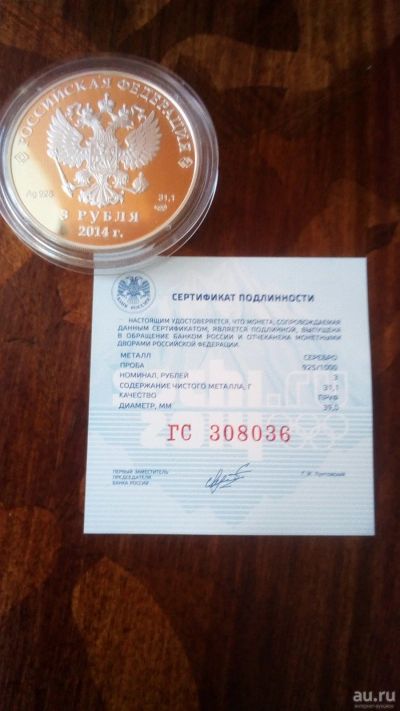 РОССИЙСКАЯ ФЕДЕРАЦИЯ
Ag 925
31,1
3 РУБЛЯ
2014 г.
БАНК РОССИИ
СЕРТИФИКАТ ПОДЛИННОСТИ
НАСТОЯЩИМ УДОСТОВЕРЯЕТСЯ, ЧТО МОНЕТА, СОПРОВОЖДАЕМАЯ
ДАННЫМ СЕРТИФИКАТОМ, ЯВЛЯЕТСЯ ПОДЛИННОЙ, ВЫПУЩЕНА
В ОБРАЩЕНИЕ БАНКОМ РОССИИ И ОТЧЕКАНЕНА МОНЕТНЫМИ
ДВОРАМИ РОССИЙСКОЙ ФЕДЕРАЦИИ.
МЕТАЛЛ СЕРЕБРО
ПРОБА 925/1000
НОМИНАЛ, РУБЛЕЙ 3
СОДЕРЖАНИЕ ЧИСТОГО МЕТАЛЛА, Г 31,1
КАЧЕСТВО ПРУФ
ДИАМЕТР, ММ 39,0
ГС 308036
ПЕРВЫЙ ЗАМЕСТИТЕЛЬ
ПРЕДСЕДАТЕЛЯ
БАНКА РОССИИ
Г.И. Лунтовский
au.ru
интернет-аукцион